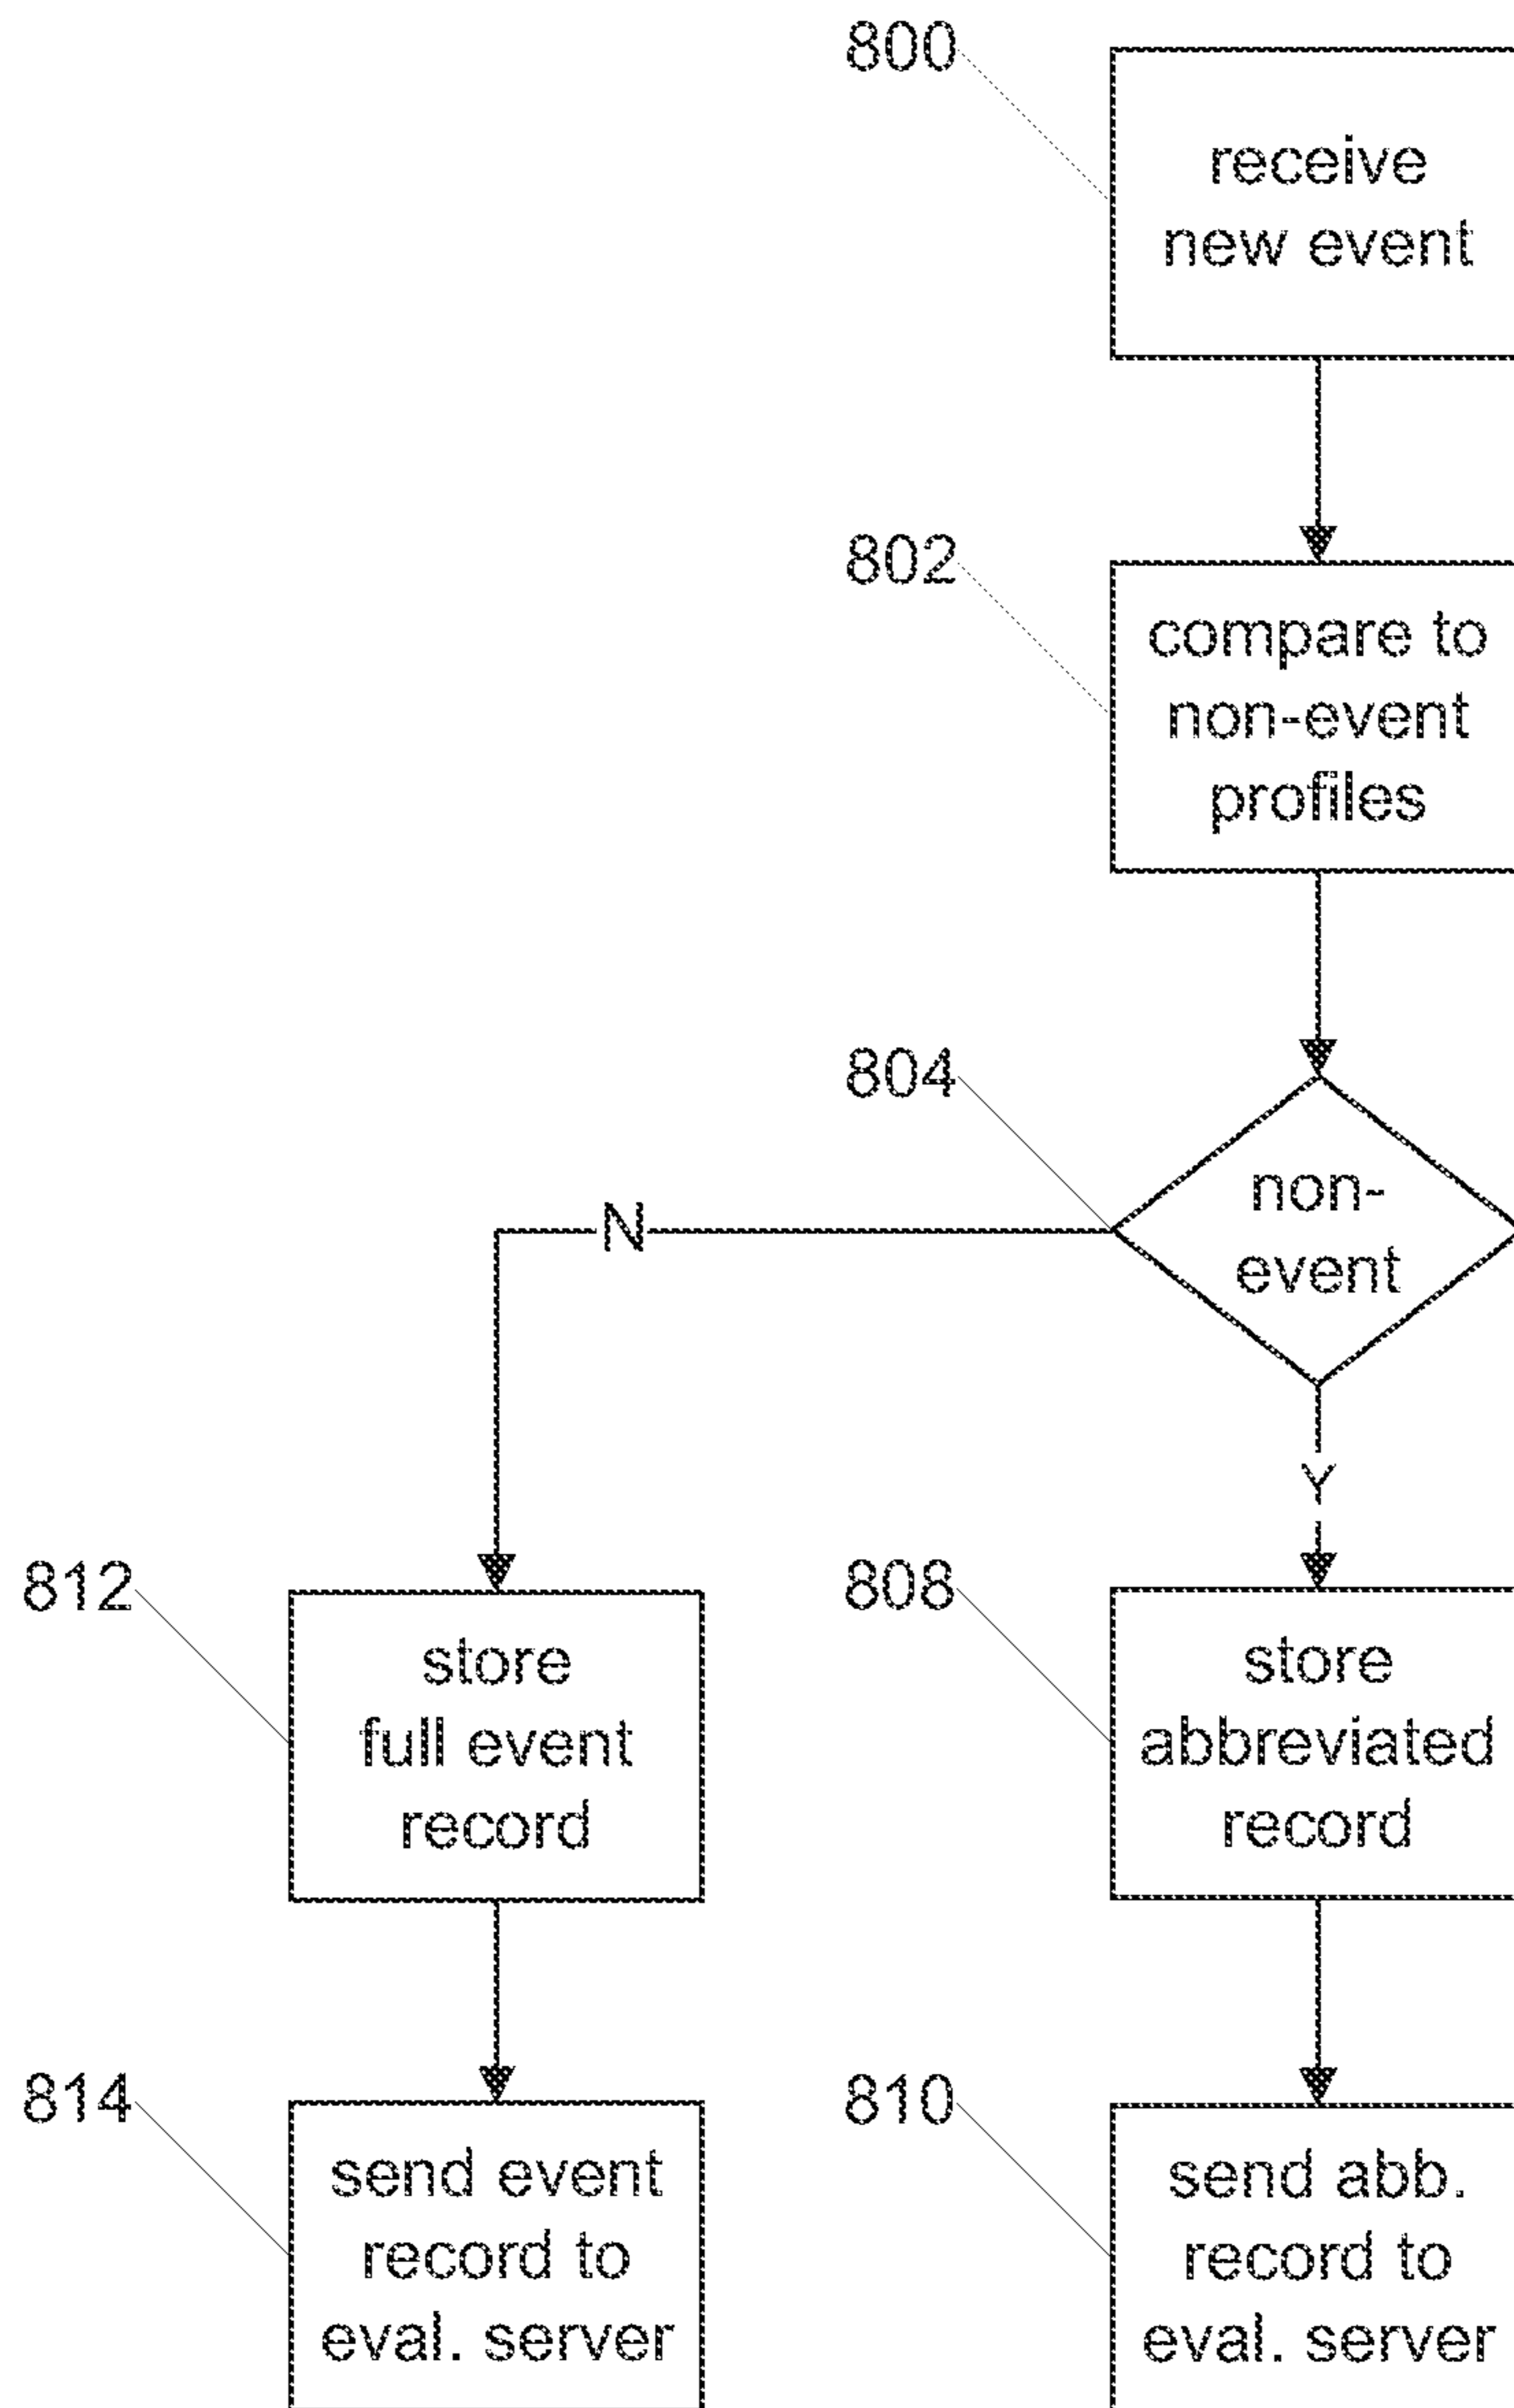 800
receive
new event
802
compare to
non-event
profiles
804
non-
event
N
Y
812
store
full event
record
808
store
abbreviated
record
814
send event
record to
eval. server
810
send abb.
record to
eval. server